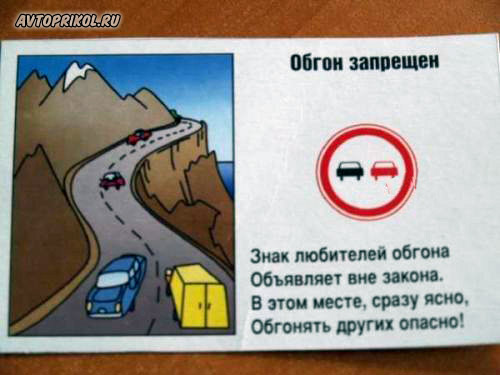 AVTOPRIKOL.RU
Обгон запрещен
Знак любителей обгона
Объявляет вне закона.
В этом месте, сразу ясно,
Обгонять других опасно!